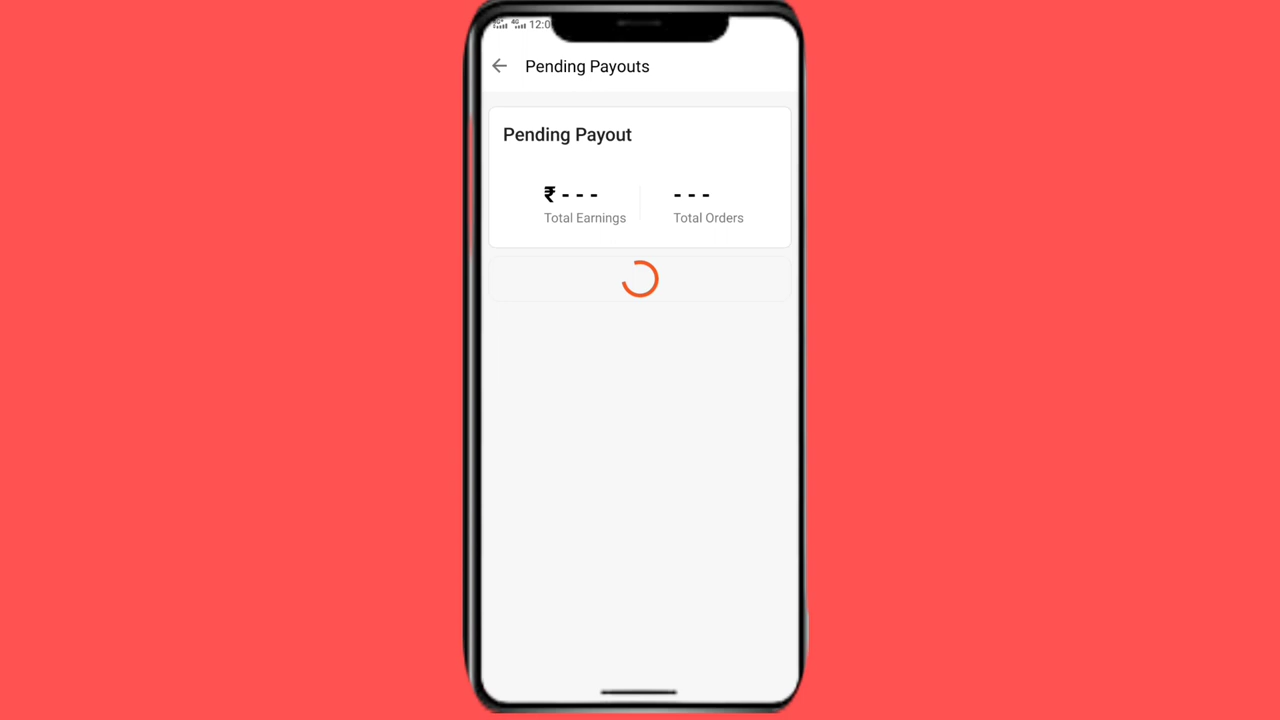 12:0
Pending Payouts
Pending Payout
₹ - - -
- - -
Total Earnings
Total Orders